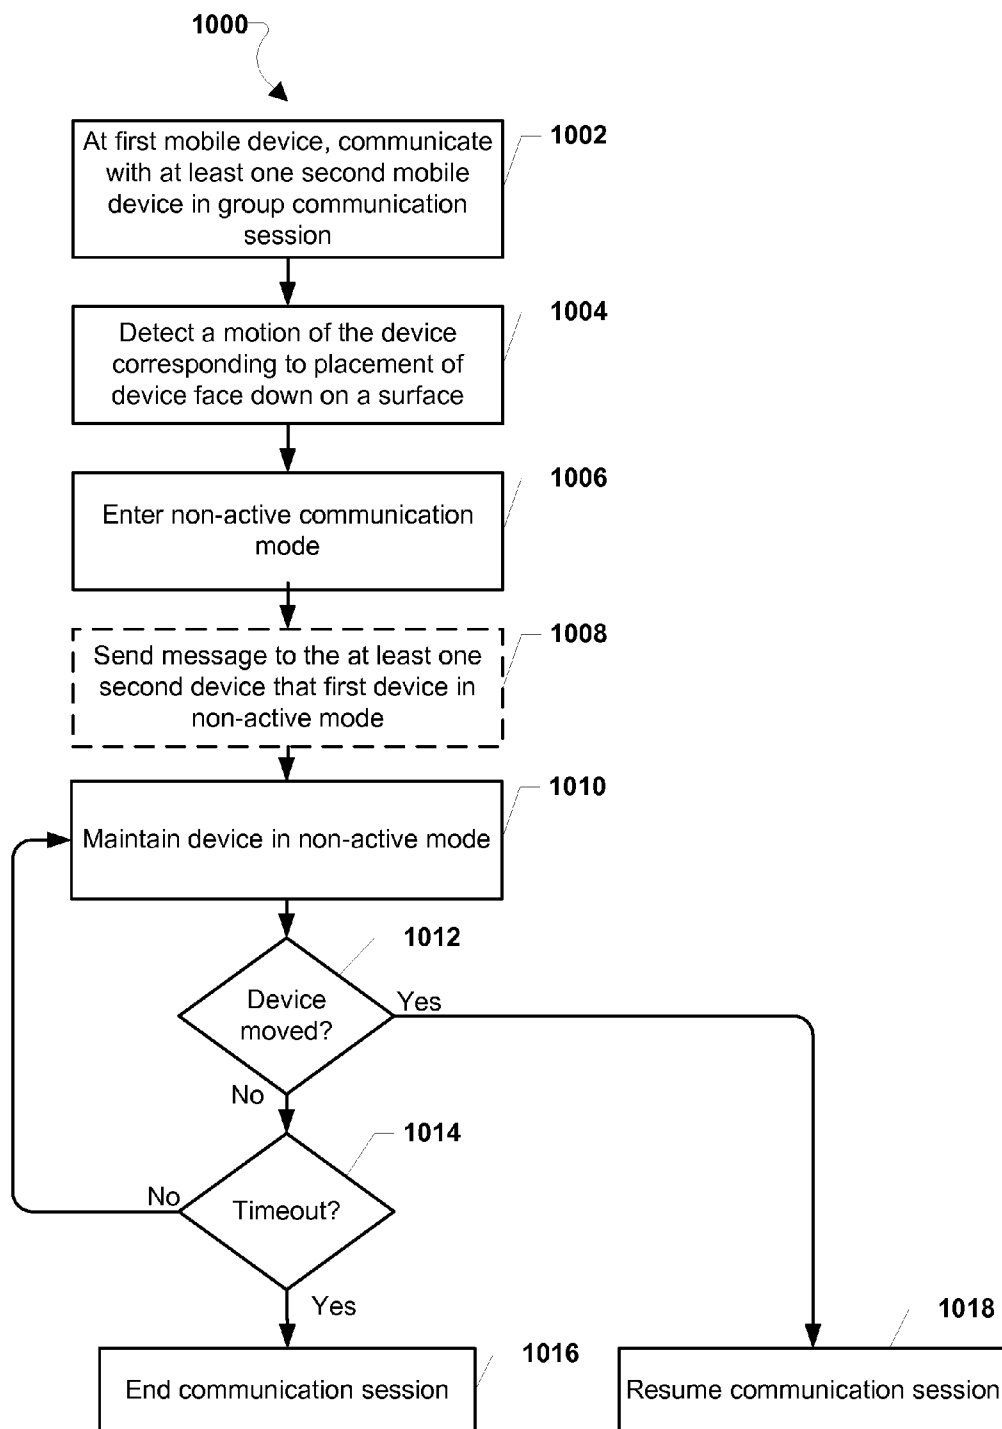 1000
At first mobile device, communicate
with at least one second mobile
device in group communication
session
1002
Detect a motion of the device
corresponding to placement of
device face down on a surface
1004
Enter non-active communication
mode
1006
Send message to the at least one
second device that first device in
non-active mode
1008
Maintain device in non-active mode
1010
Device
moved?
1012
Yes
No
Timeout?
1014
No
Yes
End communication session
1016
Resume communication session
1018